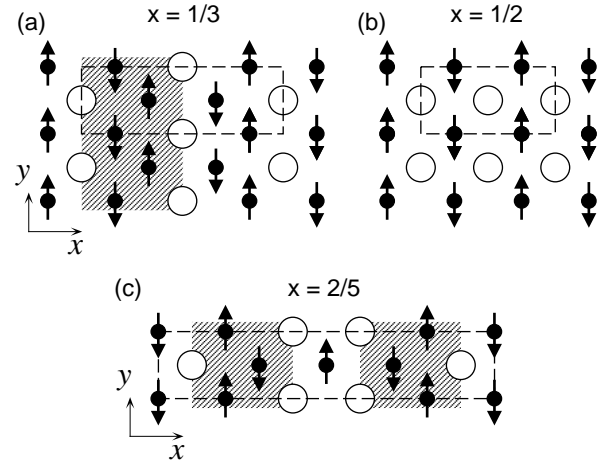 (a) x = 1/3
(b) x = 1/2
y
x
y
x
(c) x = 2/5
y
x